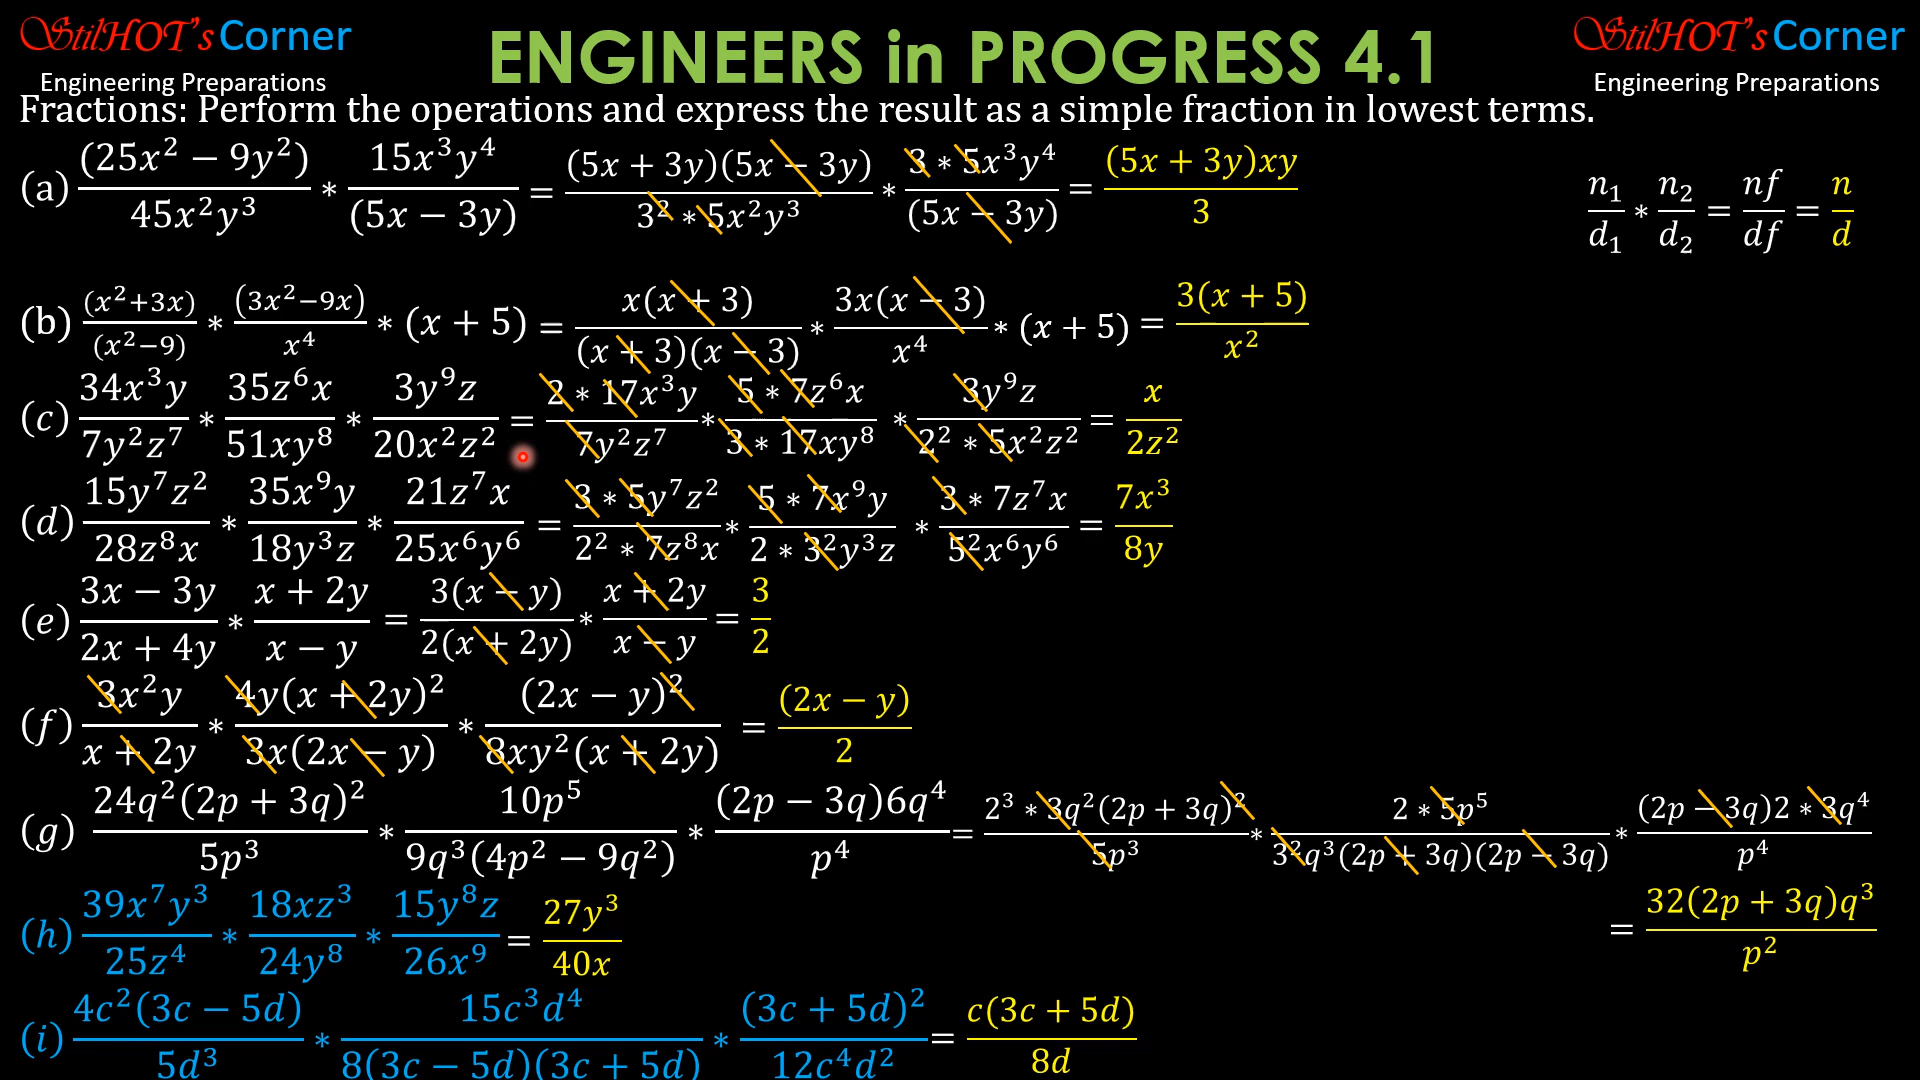 StilHOT's Corner
Engineering Preparations
ENGINEERS in PROGRESS 4.1
StilHOT's Corner
Engineering Preparations
Fractions: Perform the operations and express the result as a simple fraction in lowest terms.
(a) (25x² − 9y²)/(45x²y³) * (15x³y⁴)/(5x − 3y) = (5x + 3y)(5x − 3y)/(3² * 5x²y³) * (3 * 5x³y⁴)/(5x − 3y) = (5x + 3y)xy/3
n₁/d₁ * n₂/d₂ = nf/df = n/d
(b) (x²+3x)/(x²−9) * (3x²−9x)/x⁴ * (x + 5) = x(x + 3)/((x + 3)(x − 3)) * 3x(x − 3)/x⁴ * (x + 5) = 3(x + 5)/x²
(c) 34x³y/7y²z⁷ * 35z⁶x/51xy⁸ * 3y⁹z/20x²z² = 2 * 17x³y/7y²z⁷ * 5 * 7z⁶x/3 * 17xy⁸ * 3y⁹z/2² * 5x²z² = x/2z²
(d) 15y⁷z²/28z⁸x * 35x⁹y/18y³z * 21z⁷x/25x⁶y⁶ = 3 * 5y⁷z²/2² * 7z⁸x * 5 * 7x⁹y/2 * 3²y³z * 3 * 7z⁷x/5²x⁶y⁶ = 7x³/8y
(e) (3x − 3y)/(2x + 4y) * (x + 2y)/(x − y) = 3(x − y)/2(x + 2y) * (x + 2y)/(x − y) = 3/2
(f) 3x²y/(x + 2y) * 4y(x + 2y)²/3x(2x − y) * (2x − y)²/8xy²(x + 2y) = (2x − y)/2
(g) 24q²(2p + 3q)²/5p³ * 10p⁵/9q³(4p² − 9q²) * (2p − 3q)6q⁴/p⁴ = 2³ * 3q²(2p + 3q)²/5p³ * 2 * 5p⁵/3²q³(2p + 3q)(2p − 3q) * (2p − 3q)2 * 3q⁴/p⁴
= 32(2p + 3q)q³/p²
(h) 39x⁷y³/25z⁴ * 18xz³/24y⁸ * 15y⁸z/26x⁹ = 27y³/40x
(i) 4c²(3c − 5d)/5d³ * 15c³d⁴/8(3c − 5d)(3c + 5d) * (3c + 5d)²/12c⁴d² = c(3c + 5d)/8d